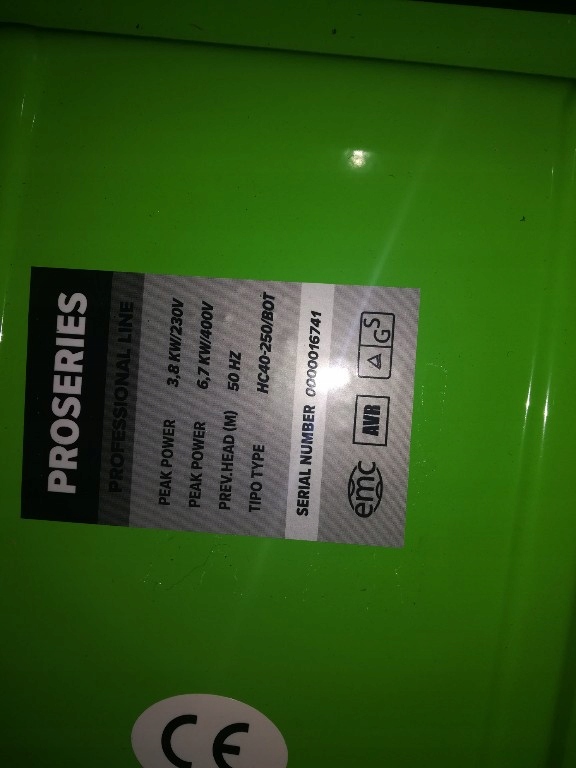 PROSERIES
PROFESSIONAL LINE
PEAK POWER 3,8 KW/230V
PEAK POWER 6,7 KW/400V
PREV.HEAD (M) 50 HZ
TIPO TYPE HC40-250/BOT
SERIAL NUMBER 0000016741
emc AVR GS
CE